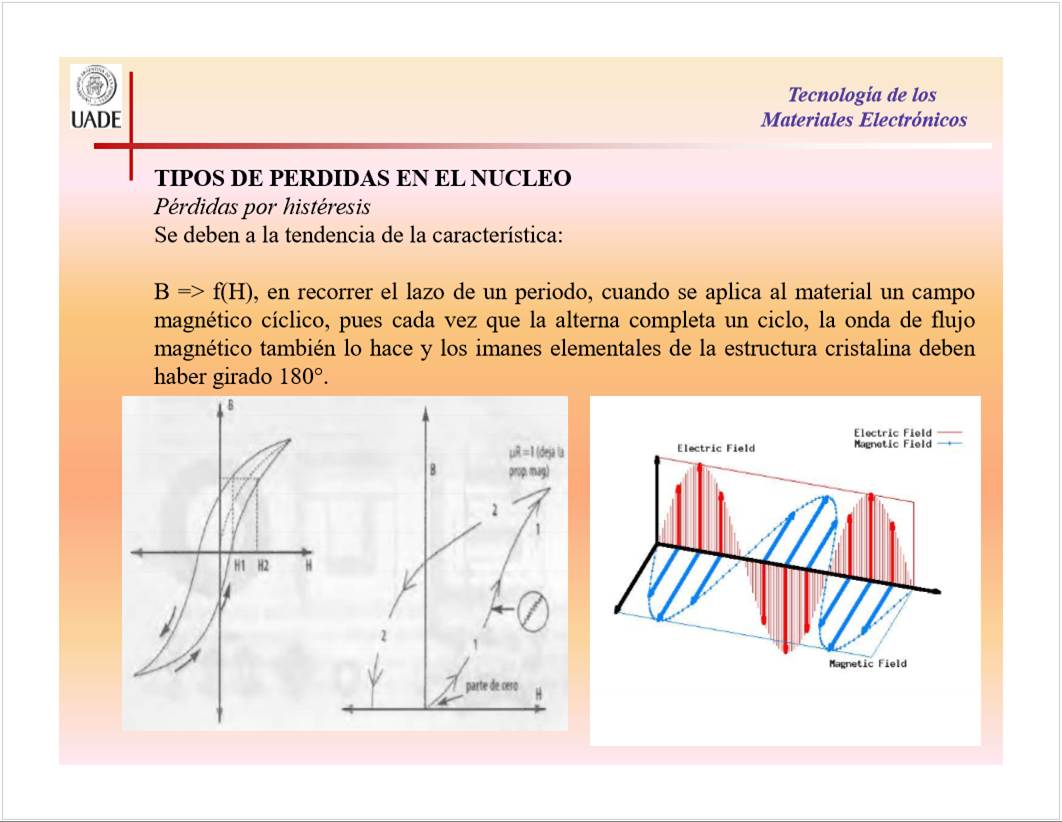 UADE
Tecnología de los
Materiales Electrónicos
TIPOS DE PERDIDAS EN EL NUCLEO
Pérdidas por histéresis
Se deben a la tendencia de la característica:
B => f(H), en recorrer el lazo de un periodo, cuando se aplica al material un campo
magnético cíclico, pues cada vez que la alterna completa un ciclo, la onda de flujo
magnético también lo hace y los imanes elementales de la estructura cristalina deben
haber girado 180°.
B
H1 H2 H
B
µR=1 (deja la
prop. mag)
2
1
2
1
parte de cero
H
Electric Field
Magnetic Field
Electric Field
Magnetic Field